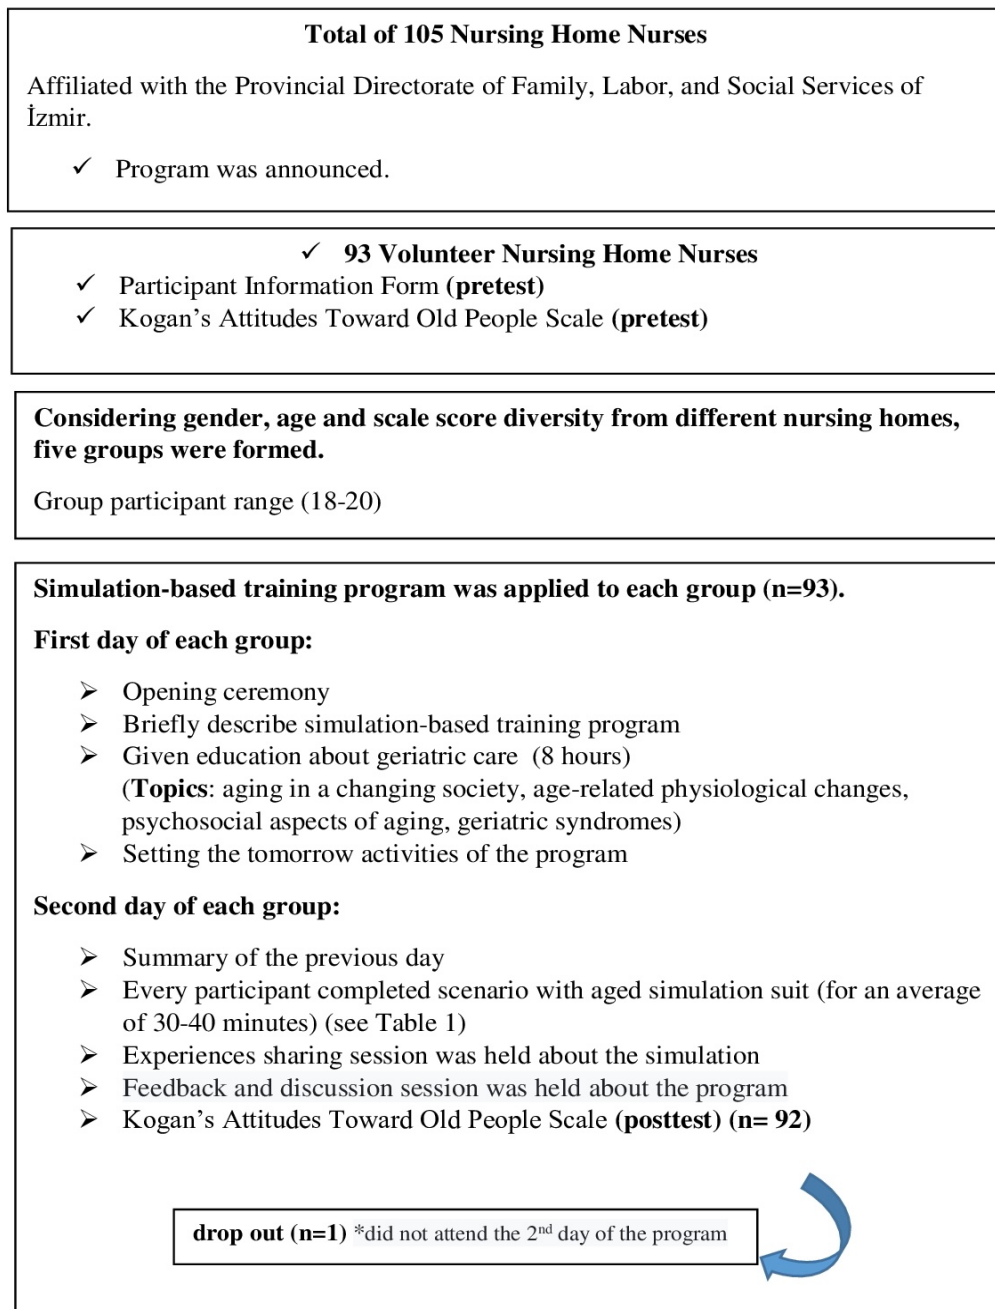 Total of 105 Nursing Home Nurses
Affiliated with the Provincial Directorate of Family, Labor, and Social Services of
İzmir.
✓ Program was announced.
✓ 93 Volunteer Nursing Home Nurses
✓ Participant Information Form (pretest)
✓ Kogan’s Attitudes Toward Old People Scale (pretest)
Considering gender, age and scale score diversity from different nursing homes,
five groups were formed.
Group participant range (18-20)
Simulation-based training program was applied to each group (n=93).
First day of each group:
➢ Opening ceremony
➢ Briefly describe simulation-based training program
➢ Given education about geriatric care (8 hours)
(Topics: aging in a changing society, age-related physiological changes,
psychosocial aspects of aging, geriatric syndromes)
➢ Setting the tomorrow activities of the program
Second day of each group:
➢ Summary of the previous day
➢ Every participant completed scenario with aged simulation suit (for an average
of 30-40 minutes) (see Table 1)
➢ Experiences sharing session was held about the simulation
➢ Feedback and discussion session was held about the program
➢ Kogan’s Attitudes Toward Old People Scale (posttest) (n= 92)
drop out (n=1) *did not attend the 2nd day of the program